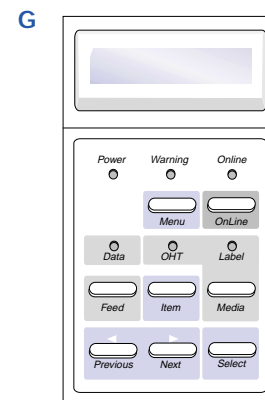 G
Power Warning Online
Menu OnLine
Data OHT Label
Feed Item Media
Previous Next Select